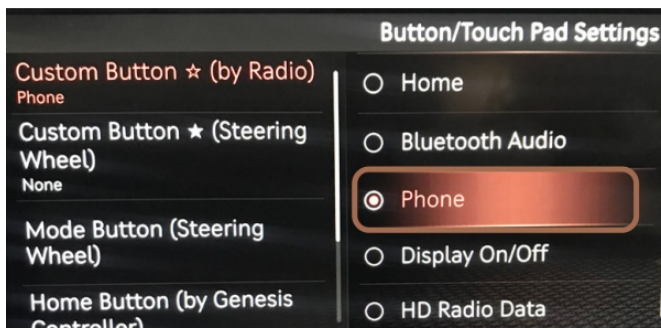 Button/Touch Pad Settings
Custom Button ☆ (by Radio)
Phone
Custom Button ★ (Steering
Wheel)
None
Mode Button (Steering
Wheel)
Home Button (by Genesis
Controller)
Home
Bluetooth Audio
Phone
Display On/Off
HD Radio Data